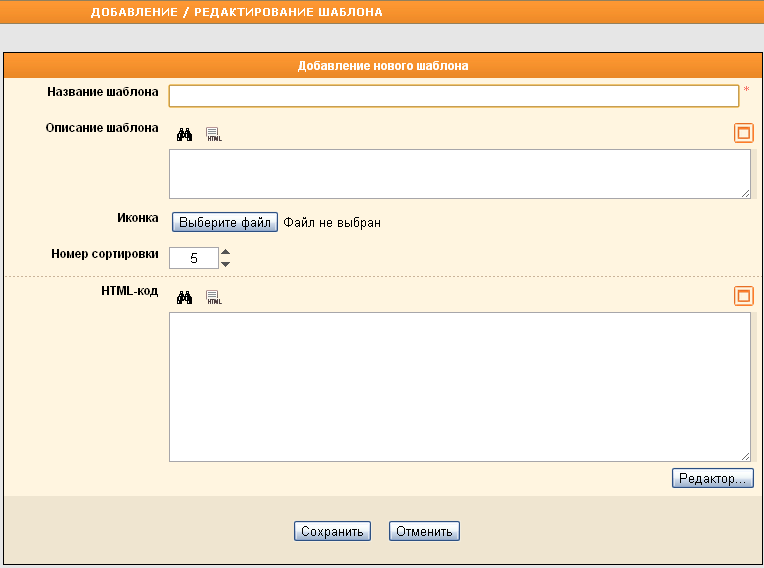 ДОБАВЛЕНИЕ / РЕДАКТИРОВАНИЕ ШАБЛОНА
Добавление нового шаблона
Название шаблона *
Описание шаблона HTML
Иконка Выберите файл Файл не выбран
Номер сортировки 5
HTML-код HTML
Редактор...
Сохранить Отменить